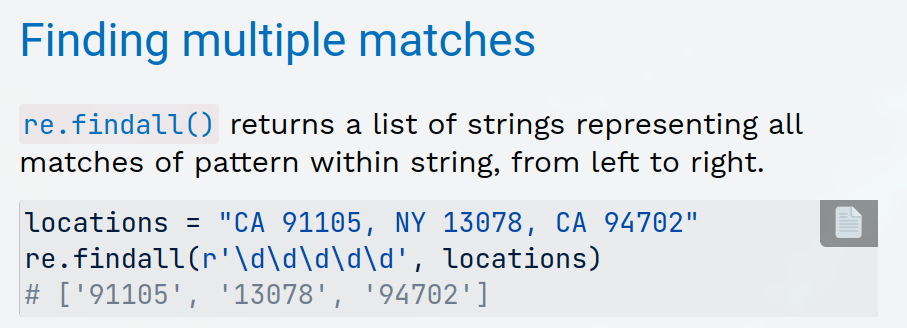 Finding multiple matches
re.findall() returns a list of strings representing all
matches of pattern within string, from left to right.
locations = "CA 91105, NY 13078, CA 94702"
re.findall(r'\d\d\d\d\d', locations)
# ['91105', '13078', '94702']